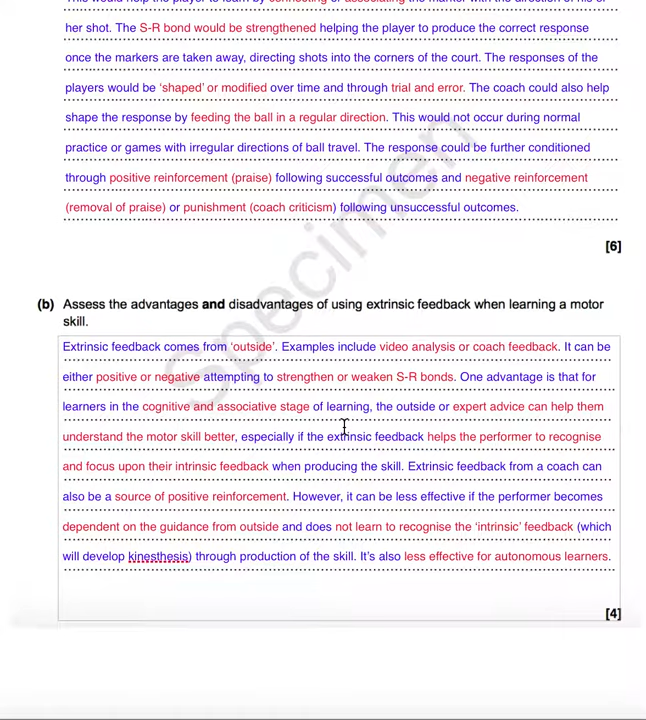 her shot. The S-R bond would be strengthened helping the player to produce the correct response
once the markers are taken away, directing shots into the corners of the court. The responses of the
players would be ‘shaped’ or modified over time and through trial and error. The coach could also help
shape the response by feeding the ball in a regular direction. This would not occur during normal
practice or games with irregular directions of ball travel. The response could be further conditioned
through positive reinforcement (praise) following successful outcomes and negative reinforcement
(removal of praise) or punishment (coach criticism) following unsuccessful outcomes.
[6]
Specimen
(b) Assess the advantages and disadvantages of using extrinsic feedback when learning a motor
skill.
Extrinsic feedback comes from ‘outside’. Examples include video analysis or coach feedback. It can be
either positive or negative attempting to strengthen or weaken S-R bonds. One advantage is that for
learners in the cognitive and associative stage of learning, the outside or expert advice can help them
understand the motor skill better, especially if the extrinsic feedback helps the performer to recognise
and focus upon their intrinsic feedback when producing the skill. Extrinsic feedback from a coach can
also be a source of positive reinforcement. However, it can be less effective if the performer becomes
dependent on the guidance from outside and does not learn to recognise the ‘intrinsic’ feedback (which
will develop kinesthesis) through production of the skill. It’s also less effective for autonomous learners.
[4]